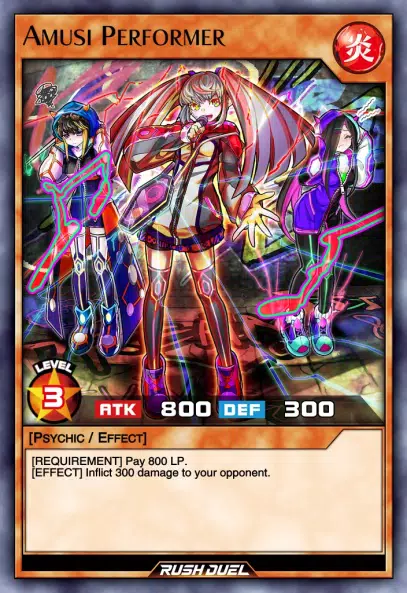 AMUSI PERFORMER
炎
LEVEL
3
ATK 800 DEF 300
[PSYCHIC / EFFECT]
[REQUIREMENT] Pay 800 LP.
[EFFECT] Inflict 300 damage to your opponent.
RUSH DUEL